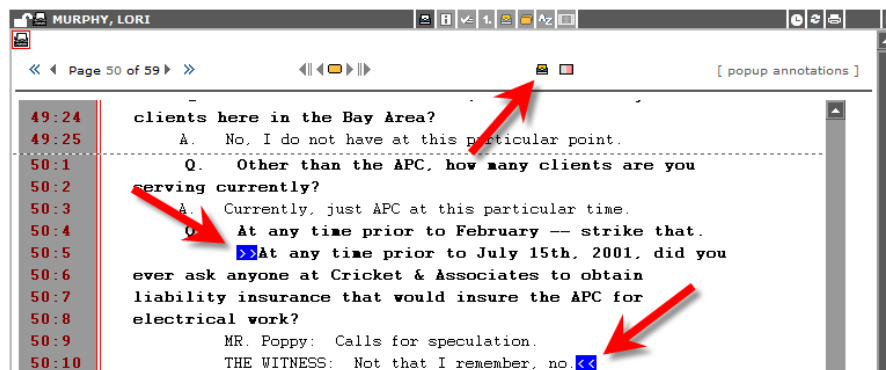 MURPHY, LORI
1.
AZ
Page 50 of 59
[ popup annotations ]
49:24 clients here in the Bay Area?
49:25 A. No, I do not have at this particular point.
50:1 Q. Other than the APC, how many clients are you
50:2 serving currently?
50:3 A. Currently, just APC at this particular time.
50:4 Q. At any time prior to February -- strike that.
50:5 >>At any time prior to July 15th, 2001, did you
50:6 ever ask anyone at Cricket & Associates to obtain
50:7 liability insurance that would insure the APC for
50:8 electrical work?
50:9 MR. Poppy: Calls for speculation.
50:10 THE WITNESS: Not that I remember, no.<<